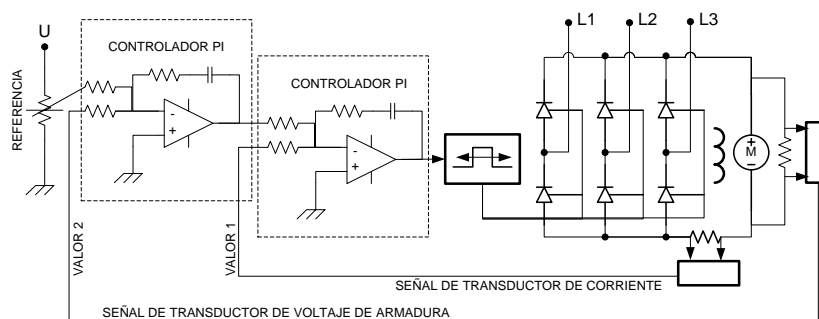 U
L1
L2
L3
CONTROLADOR PI
CONTROLADOR PI
REFERENCIA
-
+
-
+
+
M
−
VALOR 2
VALOR 1
SEÑAL DE TRANSDUCTOR DE CORRIENTE
SEÑAL DE TRANSDUCTOR DE VOLTAJE DE ARMADURA